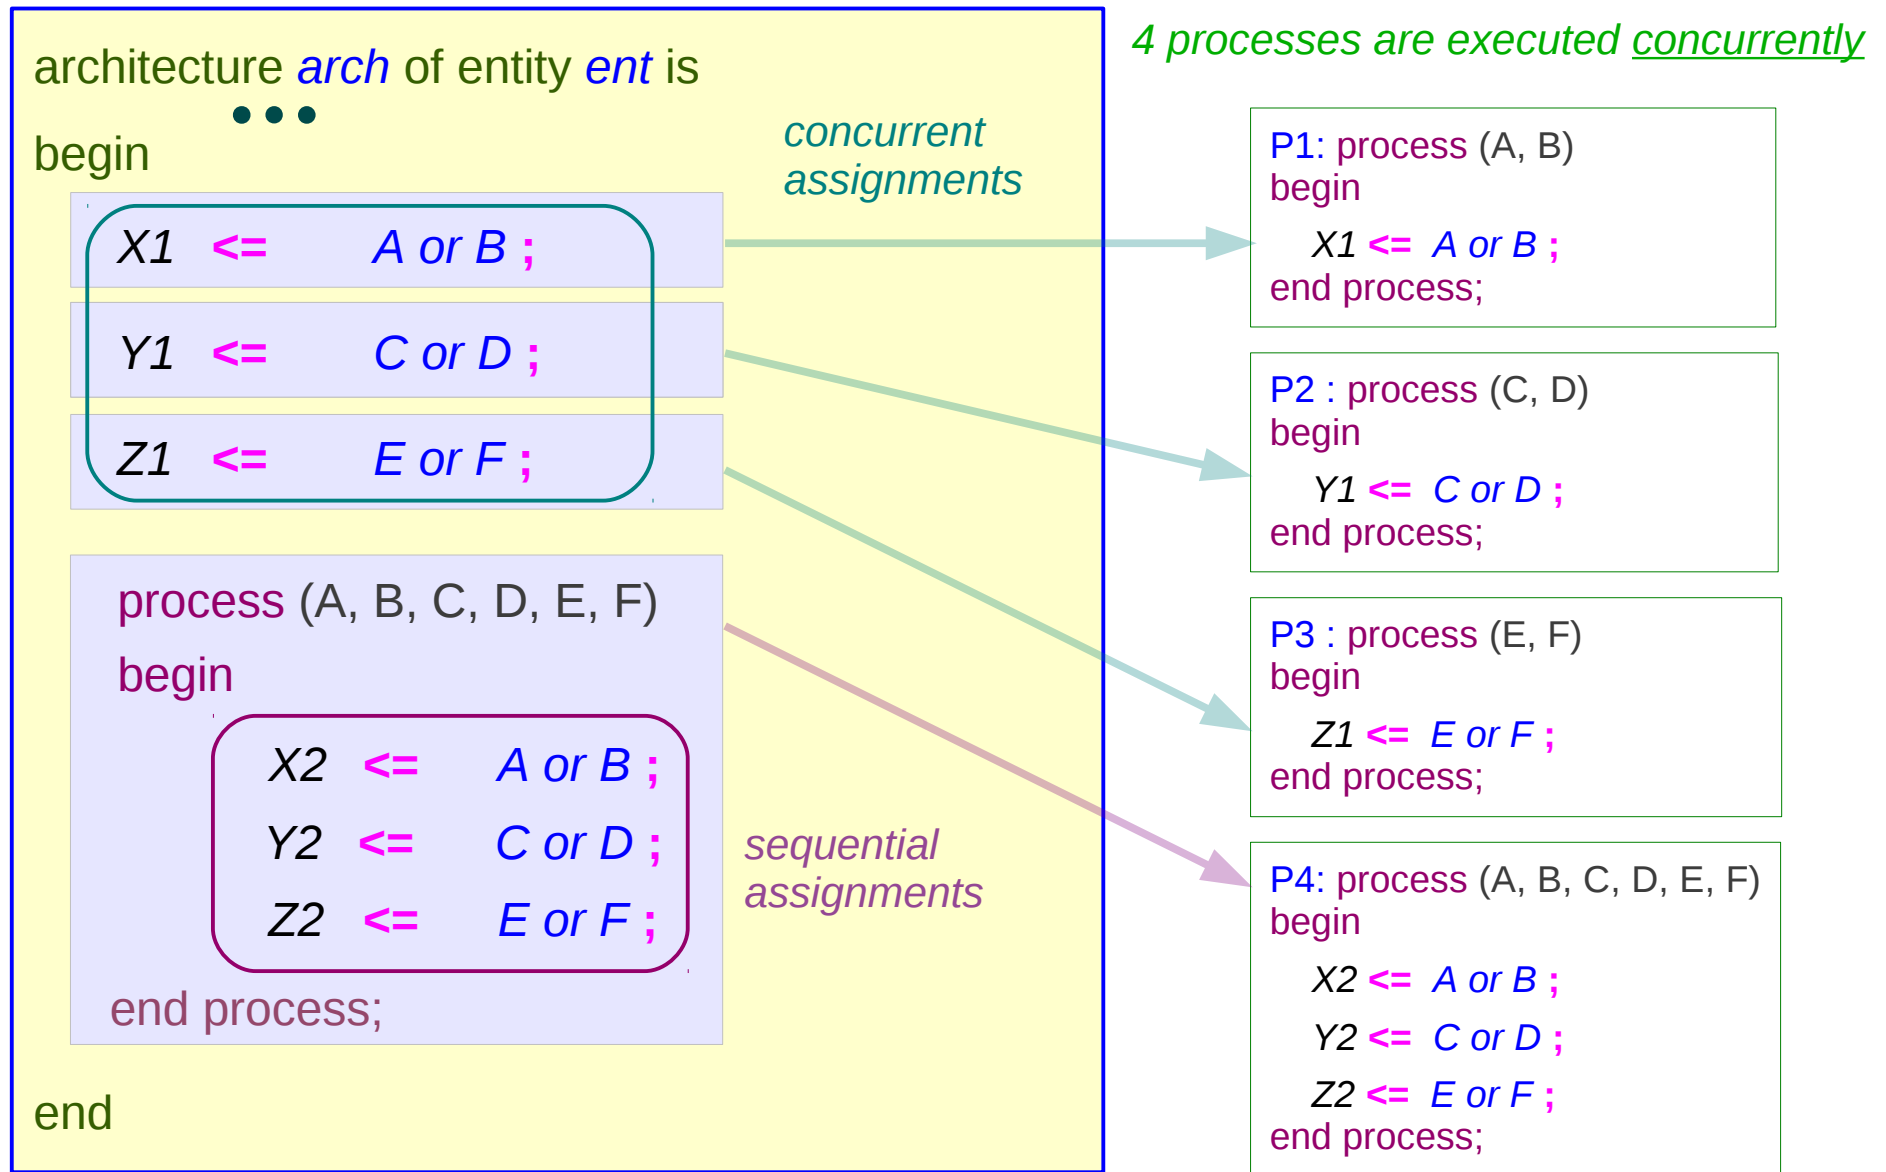 architecture arch of entity ent is
begin
X1 <= A or B ;
Y1 <= C or D ;
Z1 <= E or F ;
process (A, B, C, D, E, F)
begin
X2 <= A or B ;
Y2 <= C or D ;
Z2 <= E or F ;
end process;
end
concurrent
assignments
sequential
assignments
4 processes are executed concurrently
P1: process (A, B)
begin
X1 <= A or B ;
end process;
P2 : process (C, D)
begin
Y1 <= C or D ;
end process;
P3 : process (E, F)
begin
Z1 <= E or F ;
end process;
P4: process (A, B, C, D, E, F)
begin
X2 <= A or B ;
Y2 <= C or D ;
Z2 <= E or F ;
end process;